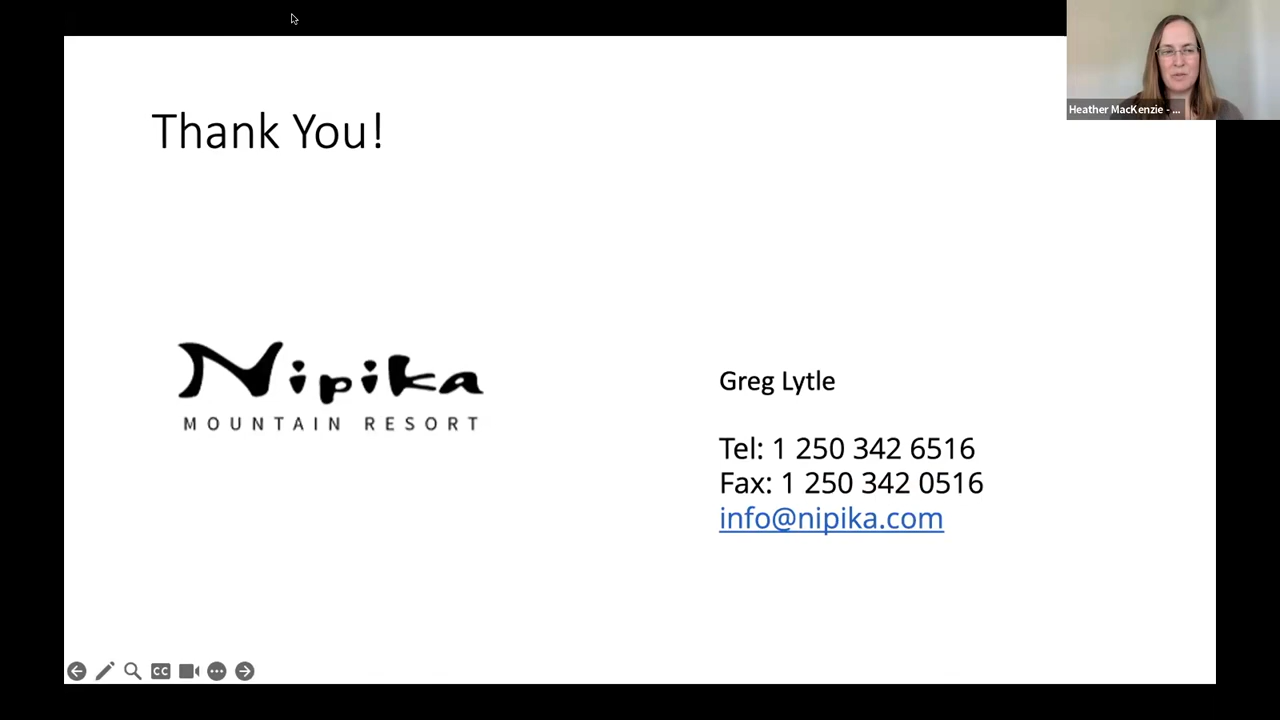 Heather MacKenzie - ...
Thank You!
Nipika
MOUNTAIN RESORT
Greg Lytle
Tel: 1 250 342 6516
Fax: 1 250 342 0516
info@nipika.com
CC